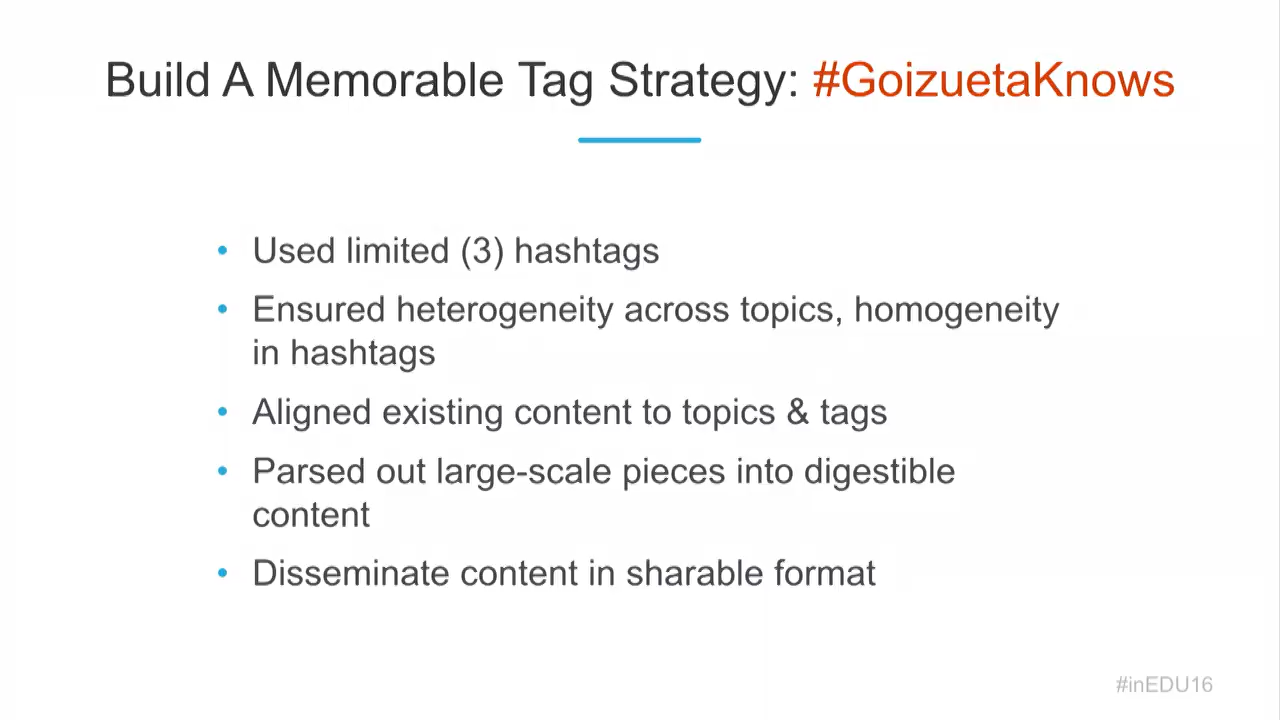 Build A Memorable Tag Strategy: #GoizuetaKnows
• Used limited (3) hashtags
• Ensured heterogeneity across topics, homogeneity
in hashtags
• Aligned existing content to topics & tags
• Parsed out large-scale pieces into digestible
content
• Disseminate content in sharable format
#inEDU16